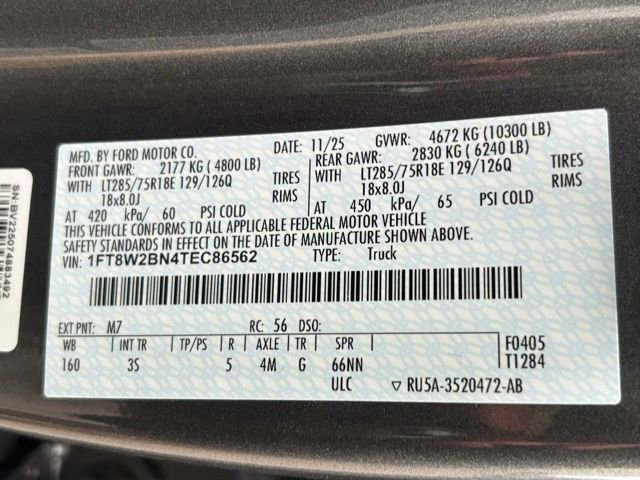 MFD. BY FORD MOTOR CO.
DATE: 11/25 GVWR: 4672 KG (10300 LB)
FRONT GAWR: 2177 KG ( 4800 LB)
REAR GAWR: 2830 KG ( 6240 LB)
WITH LT285/75R18E 129/126Q TIRES
WITH LT285/75R18E 129/126Q TIRES
18x8.0J RIMS
18x8.0J RIMS
AT 420 kPa/ 60 PSI COLD
AT 450 kPa/ 65 PSI COLD
THIS VEHICLE CONFORMS TO ALL APPLICABLE FEDERAL MOTOR VEHICLE
SAFETY STANDARDS IN EFFECT ON THE DATE OF MANUFACTURE SHOWN ABOVE.
VIN: 1FT8W2BN4TEC86562 TYPE: Truck
EXT PNT: M7 RC: 56 DSO:
WB INT TR TP/PS R AXLE TR SPR
160 3S 5 4M G 66NN
ULC
F0405
T1284
▽ RU5A-3520472-AB
SN:BV2255074883492